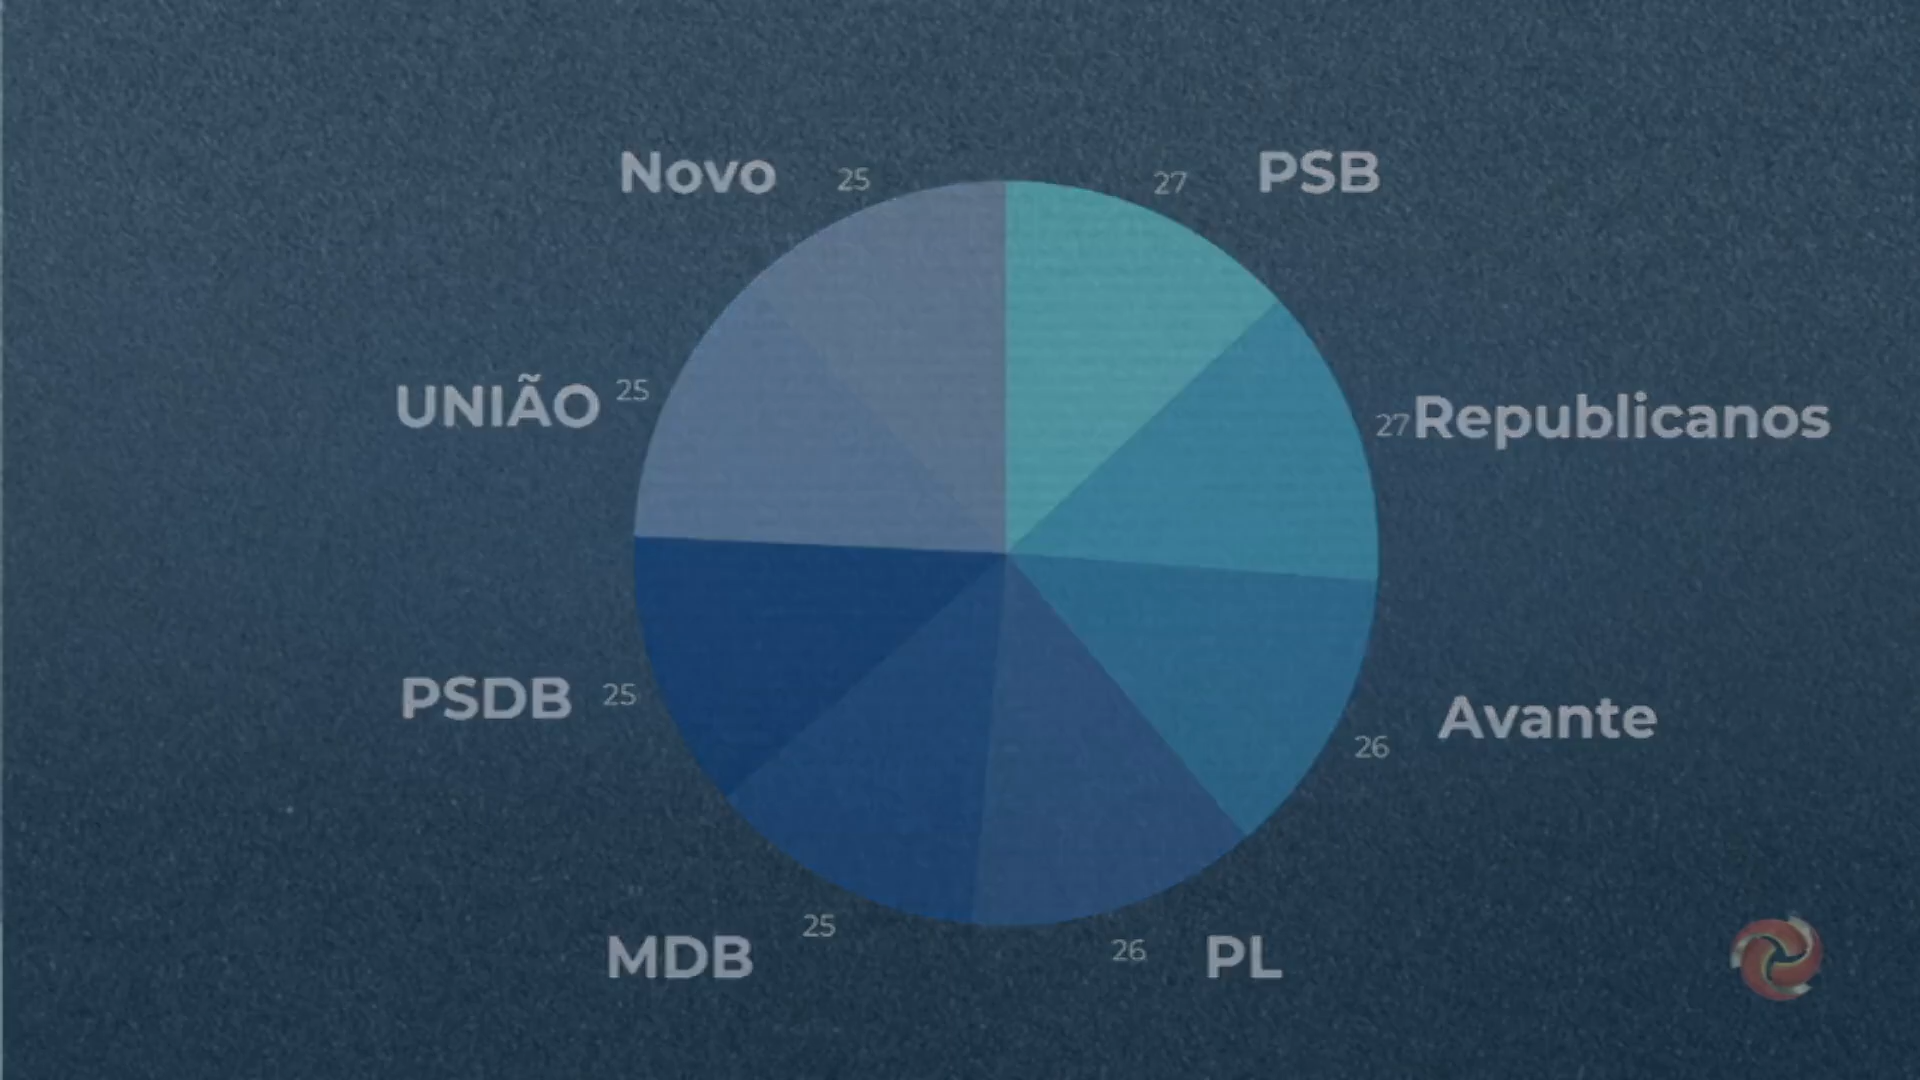 Novo 25
27 PSB
UNIÃO 25
27 Republicanos
PSDB 25
26 Avante
MDB 25
26 PL